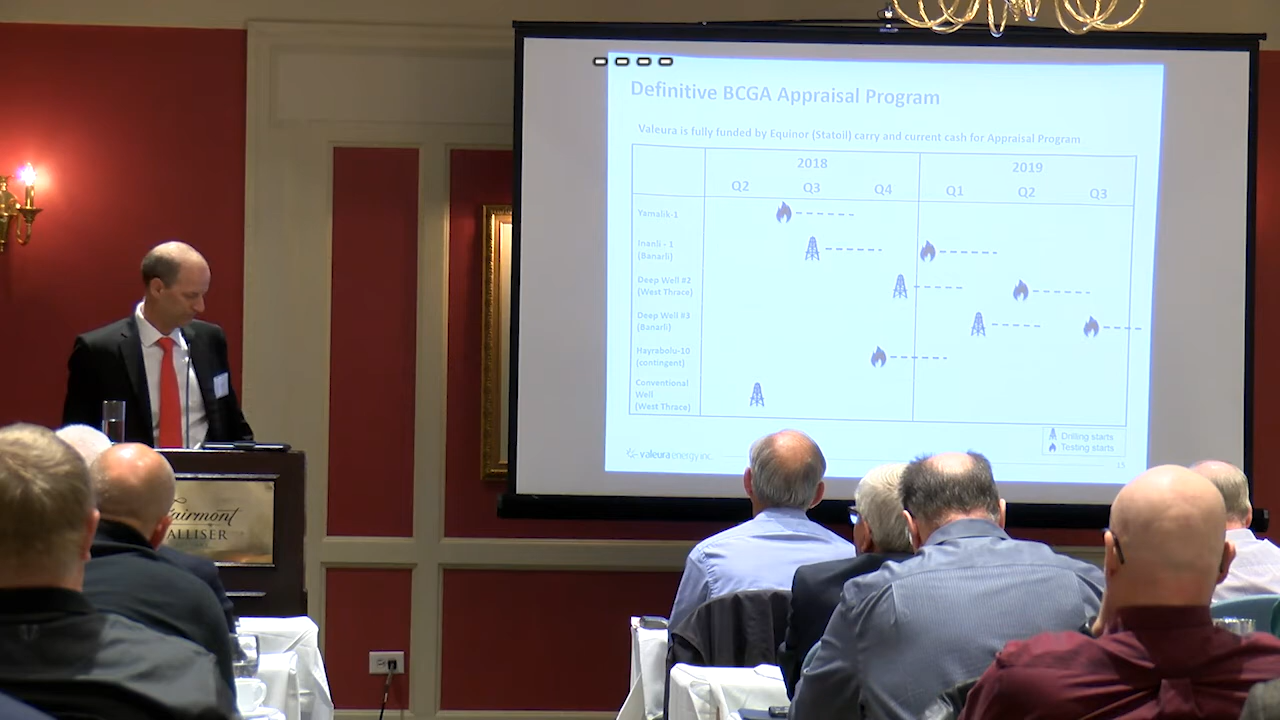 Definitive BCGA Appraisal Program
Valeura is fully funded by Equinor (Statoil) carry and current cash for Appraisal Program
2018 2019
Q2 Q3 Q4 Q1 Q2 Q3
Yamalik-1
Inanli - 1
(Banarli)
Deep Well #2
(West Thrace)
Deep Well #3
(Banarli)
Hayrabolu-10
(contingent)
Conventional
Well
(West Thrace)
Drilling starts
Testing starts
valeura energy inc.
15
Fairmont
PALLISER